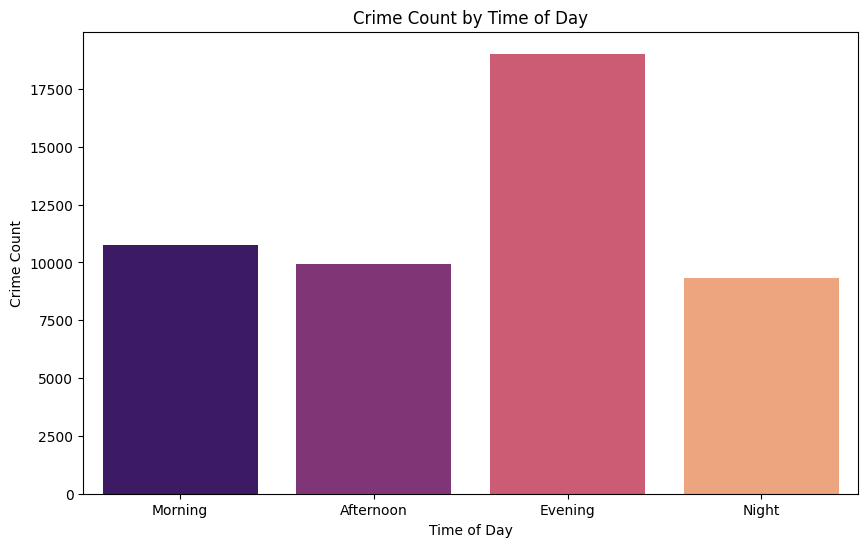 Crime Count by Time of Day
17500
15000
12500
10000
7500
5000
2500
0
Crime Count
Morning Afternoon Evening Night
Time of Day